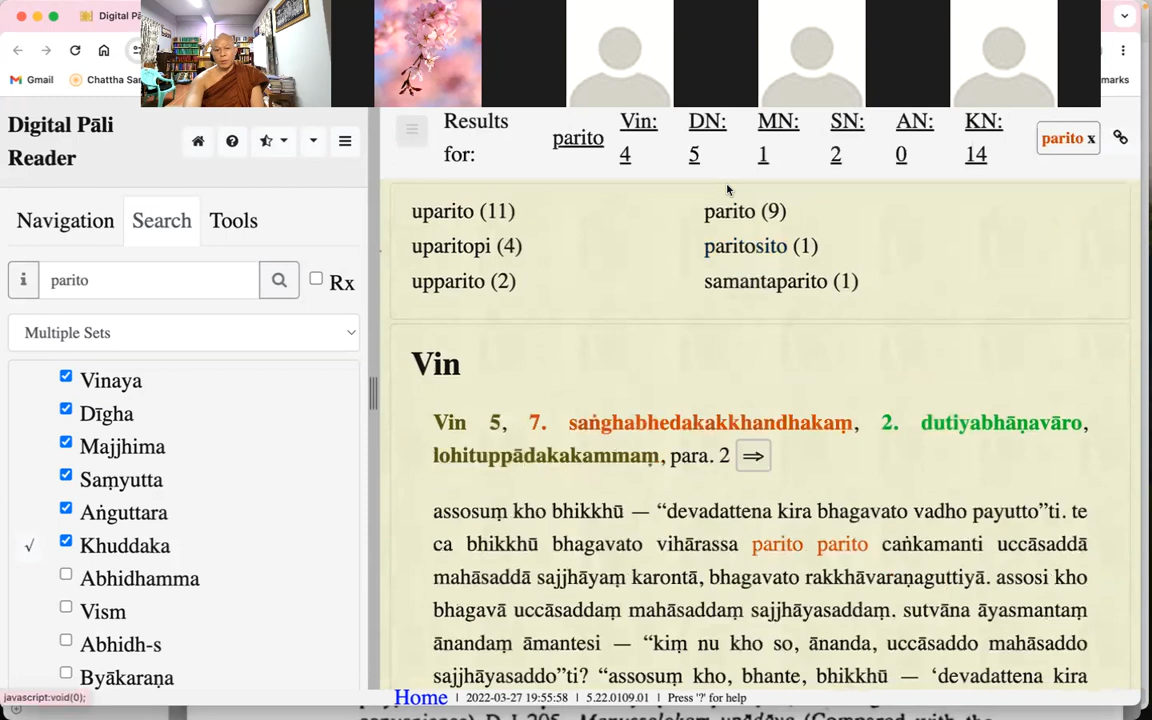 Digital Pā
Gmail
Chattha Sa
marks
Digital Pāli
Reader
Results
for:
parito
Vin:
4
DN:
5
MN:
1
SN:
2
AN:
0
KN:
14
parito x
Navigation
Search
Tools
parito
Rx
Multiple Sets
Vinaya
Dīgha
Majjhima
Saṃyutta
Aṅguttara
√ Khuddaka
Abhidhamma
Vism
Abhidh-s
Byākaraṇa
uparito (11)
parito (9)
uparitopi (4)
paritosito (1)
upparito (2)
samantaparito (1)
Vin
Vin 5, 7. saṅghabhedakakkhandhakaṃ, 2. dutiyabhāṇavāro,
lohituppādakakammaṃ, para. 2 ⇒
assosuṃ kho bhikkhū — “devadattena kira bhagavato vadho payutto”ti. te
ca bhikkhū bhagavato vihārassa parito parito caṅkamanti uccāsaddā
mahāsaddā sajjhāyaṃ karontā, bhagavato rakkhāvaraṇaguttiyā. assosi kho
bhagavā uccāsaddaṃ mahāsaddaṃ sajjhāyasaddaṃ. sutvāna āyasmantaṃ
ānandaṃ āmantesi — “kiṃ nu kho so, ānanda, uccāsaddo mahāsaddo
sajjhāyasaddo”ti? “assosuṃ kho, bhante, bhikkhū — ‘devadattena kira
javascript:void(0);
Home | 2022-03-27 19:55:58 | 5.22.0109.01 | Press '?' for help